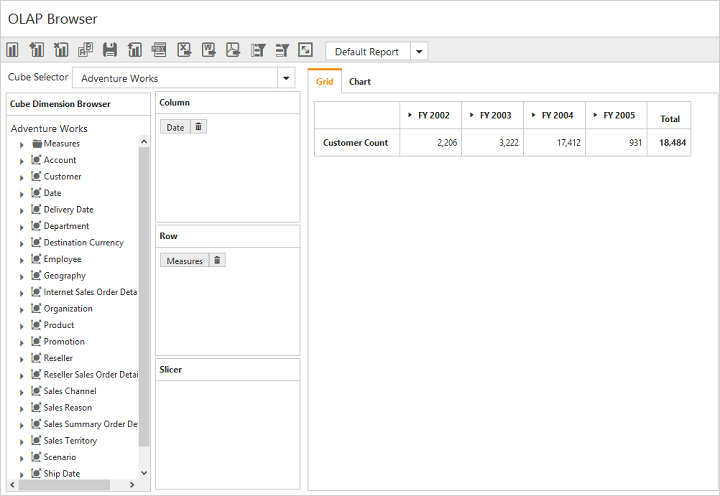 OLAP Browser
Default Report
Cube Selector
Adventure Works
Cube Dimension Browser
Adventure Works
Measures
Account
Customer
Date
Delivery Date
Department
Destination Currency
Employee
Geography
Internet Sales Order Deta
Organization
Product
Promotion
Reseller
Reseller Sales Order Detai
Sales Channel
Sales Reason
Sales Summary Order De
Sales Territory
Scenario
Ship Date
Column
Date
Row
Measures
Slicer
Grid Chart
FY 2002 FY 2003 FY 2004 FY 2005 Total
Customer Count 2,206 3,222 17,412 931 18,484